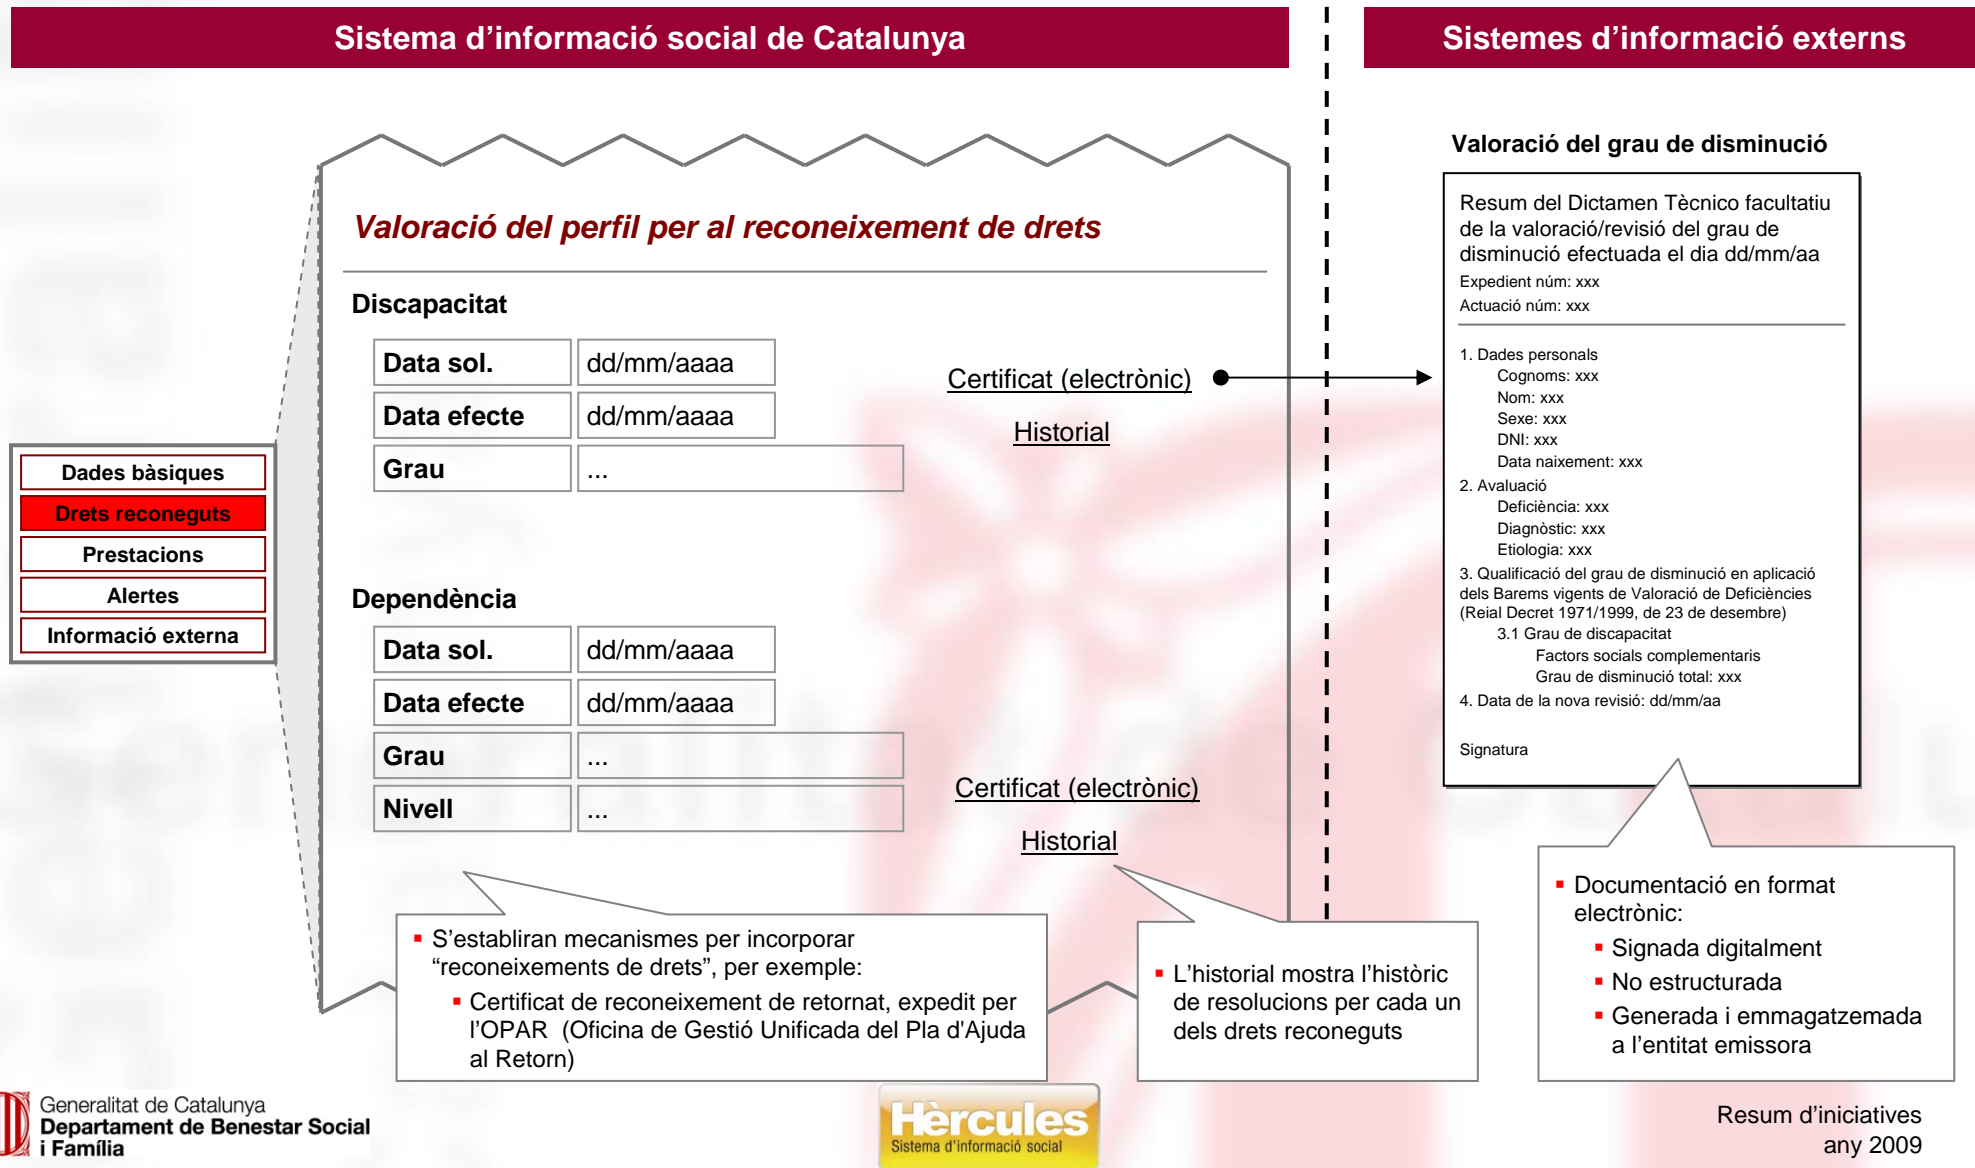 Sistema d’informació social de Catalunya
Sistemes d’informació externs
Valoració del perfil per al reconeixement de drets
Discapacitat
Data sol. dd/mm/aaaa
Data efecte dd/mm/aaaa
Grau ...
Certificat (electrònic)
Historial
Dades bàsiques
Drets reconeguts
Prestacions
Alertes
Informació externa
Dependència
Data sol. dd/mm/aaaa
Data efecte dd/mm/aaaa
Grau ...
Nivell ...
Certificat (electrònic)
Historial
S’establiran mecanismes per incorporar
“reconeixements de drets”, per exemple:
Certificat de reconeixement de retornat, expedit per
l’OPAR (Oficina de Gestió Unificada del Pla d'Ajuda
al Retorn)
L’historial mostra l’històric
de resolucions per cada un
dels drets reconeguts
Valoració del grau de disminució
Resum del Dictamen Tècnico facultatiu
de la valoració/revisió del grau de
disminució efectuada el dia dd/mm/aa
Expedient núm: xxx
Actuació núm: xxx
1. Dades personals
Cognoms: xxx
Nom: xxx
Sexe: xxx
DNI: xxx
Data naixement: xxx
2. Avaluació
Deficiència: xxx
Diagnòstic: xxx
Etiologia: xxx
3. Qualificació del grau de disminució en aplicació
dels Barems vigents de Valoració de Deficiències
(Reial Decret 1971/1999, de 23 de desembre)
3.1 Grau de discapacitat
Factors socials complementaris
Grau de disminució total: xxx
4. Data de la nova revisió: dd/mm/aa
Signatura
Documentació en format
electrònic:
Signada digitalment
No estructurada
Generada i emmagatzemada
a l’entitat emissora
Generalitat de Catalunya
Departament de Benestar Social
i Família
Hèrcules
Sistema d’informació social
Resum d’iniciatives
any 2009